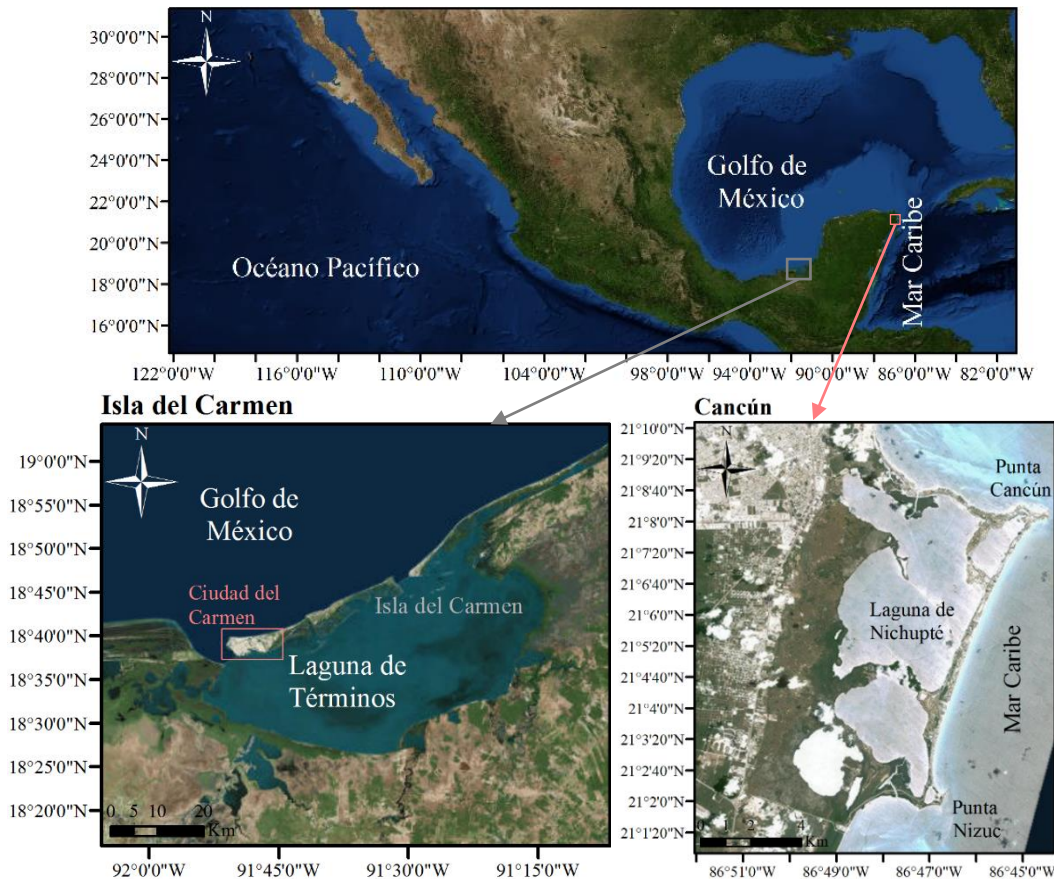 N
30°0'0"N
28°0'0"N
26°0'0"N
24°0'0"N
22°0'0"N
20°0'0"N
18°0'0"N
16°0'0"N
Golfo de
México
Océano Pacífico
Mar Caribe
122°0'0"W
116°0'0"W
110°0'0"W
104°0'0"W
98°0'0"W
94°0'0"W
90°0'0"W
86°0'0"W
82°0'0"W
Isla del Carmen
N
19°0'0"N
18°55'0"N
18°50'0"N
18°45'0"N
18°40'0"N
18°35'0"N
18°30'0"N
18°25'0"N
18°20'0"N
Golfo de
México
Ciudad del
Carmen
Isla del Carmen
Laguna de
Términos
0 5 10 20
Km
92°0'0"W
91°45'0"W
91°30'0"W
91°15'0"W
Cancún
N
21°10'0"N
21°9'20"N
21°8'40"N
21°8'0"N
21°7'20"N
21°6'40"N
21°6'0"N
21°5'20"N
21°4'40"N
21°4'0"N
21°3'20"N
21°2'40"N
21°2'0"N
21°1'20"N
Punta
Cancún
Laguna de
Nichupté
Mar Caribe
Punta
Nizuc
0 1 2 4
Km
86°51'0"W
86°49'0"W
86°47'0"W
86°45'0"W